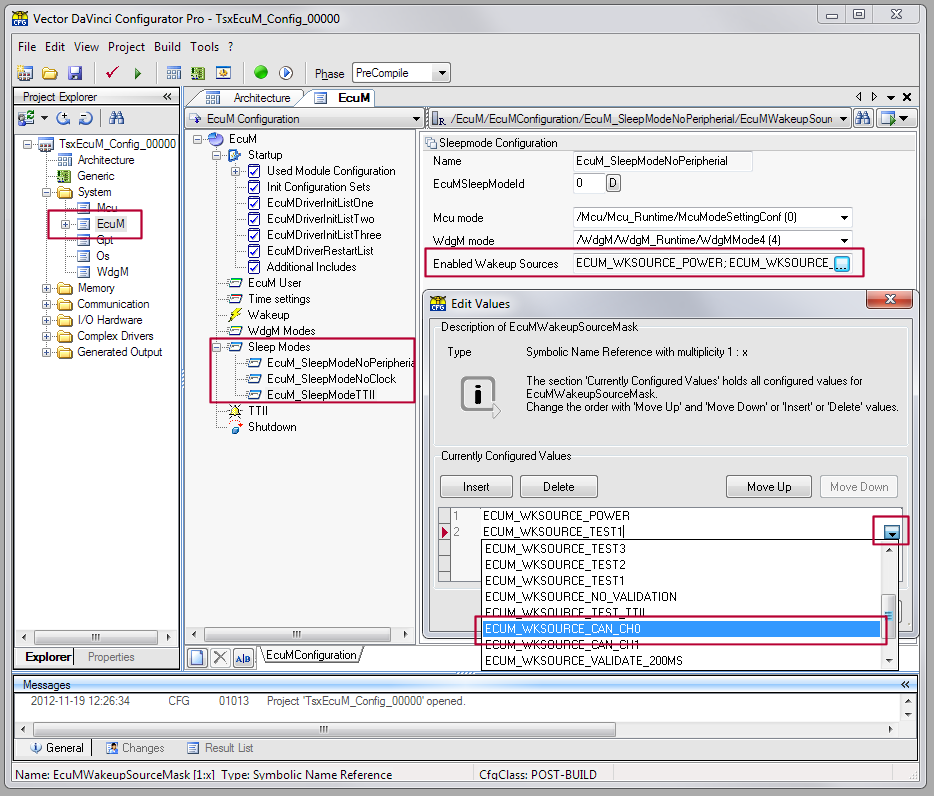 Vector DaVinci Configurator Pro - TsxEcuM_Config_00000
File Edit View Project Build Tools ?
Phase PreCompile
Project Explorer
TsxEcuM_Config_00000
Architecture
Generic
System
Mcu
EcuM
Gpt
Os
WdgM
Memory
Communication
I/O Hardware
Complex Drivers
Generated Output
Explorer Properties
Architecture EcuM
EcuM Configuration
/EcuM/EcuMConfiguration/EcuM_SleepModeNoPeripherial/EcuMWakeupSour
EcuM
Startup
Used Module Configuration
Init Configuration Sets
EcuMDriverInitListOne
EcuMDriverInitListTwo
EcuMDriverInitListThree
EcuMDriverRestartList
Additional Includes
EcuM User
Time settings
Wakeup
WdgM Modes
Sleep Modes
EcuM_SleepModeNoPeripheria
EcuM_SleepModeNoClock
EcuM_SleepModeTTII
TTII
Shutdown
A|B
EcuMConfiguration
Sleepmode Configuration
Name EcuM_SleepModeNoPeripherial
EcuMSleepModeId 0 D
Mcu mode /Mcu/Mcu_Runtime/McuModeSettingConf (0)
WdgM mode /WdgM/WdgM_Runtime/WdgMMode4 (4)
Enabled Wakeup Sources ECUM_WKSOURCE_POWER; ECUM_WKSOURCE_ ...
Edit Values
Description of EcuMWakeupSourceMask
Type Symbolic Name Reference with multiplicity 1 : x
The section 'Currently Configured Values' holds all configured values for
EcuMWakeupSourceMask.
Change the order with 'Move Up' and 'Move Down' or 'Insert' or 'Delete' values.
Currently Configured Values
Insert Delete Move Up Move Down
1 ECUM_WKSOURCE_POWER
2 ECUM_WKSOURCE_TEST1
ECUM_WKSOURCE_TEST3
ECUM_WKSOURCE_TEST2
ECUM_WKSOURCE_TEST1
ECUM_WKSOURCE_NO_VALIDATION
ECUM_WKSOURCE_TEST_TTII
ECUM_WKSOURCE_CAN_CH0
ECUM_WKSOURCE_CAN_CH1
ECUM_WKSOURCE_VALIDATE_200MS
Messages
2012-11-19 12:26:34 CFG 01013 Project 'TsxEcuM_Config_00000' opened.
General Changes Result List
Name: EcuMWakeupSourceMask [1:x] Type: Symbolic Name Reference CfgClass: POST-BUILD